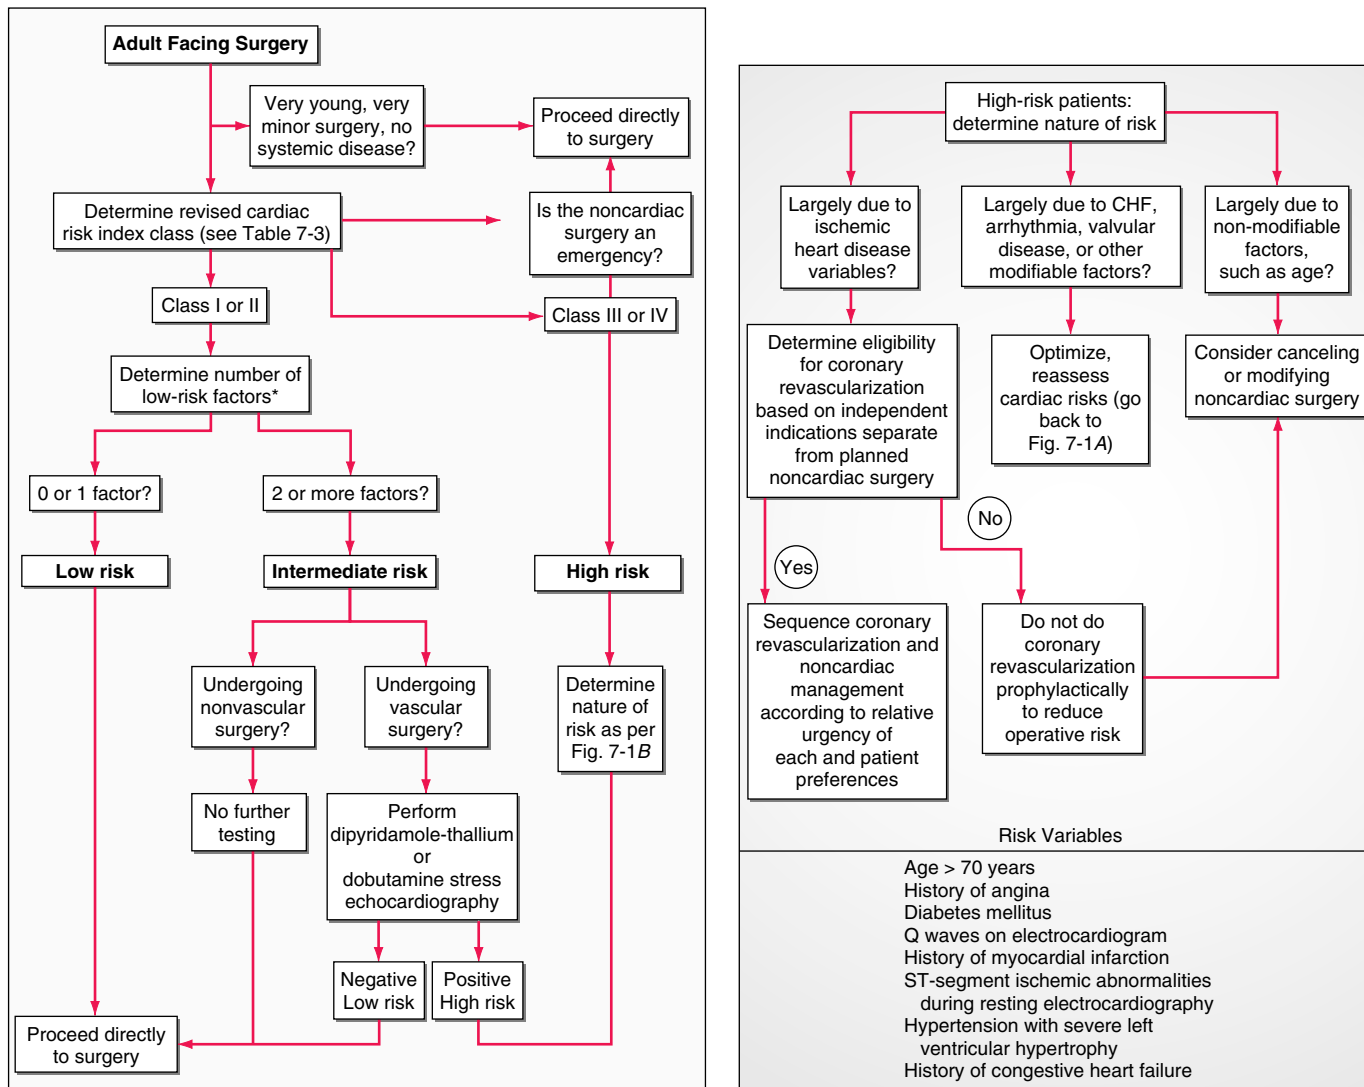 Adult Facing Surgery
Very young, very
minor surgery, no
systemic disease?
Proceed directly
to surgery
Determine revised cardiac
risk index class (see Table 7-3)
Is the noncardiac
surgery an
emergency?
Class I or II
Class III or IV
Determine number of
low-risk factors*
0 or 1 factor?
2 or more factors?
Low risk
Intermediate risk
High risk
Undergoing
nonvascular
surgery?
Undergoing
vascular
surgery?
Determine
nature of
risk as per
Fig. 7-1B
No further
testing
Perform
dipyridamole-thallium
or
dobutamine stress
echocardiography
Negative
Low risk
Positive
High risk
Proceed directly
to surgery
High-risk patients:
determine nature of risk
Largely due to
ischemic
heart disease
variables?
Largely due to CHF,
arrhythmia, valvular
disease, or other
modifiable factors?
Largely due to
non-modifiable
factors,
such as age?
Determine eligibility
for coronary
revascularization
based on independent
indications separate
from planned
noncardiac surgery
Optimize,
reassess
cardiac risks (go
back to
Fig. 7-1A)
Consider canceling
or modifying
noncardiac surgery
No
Yes
Sequence coronary
revascularization and
noncardiac
management
according to relative
urgency of
each and patient
preferences
Do not do
coronary
revascularization
prophylactically
to reduce
operative risk
Risk Variables
Age > 70 years
History of angina
Diabetes mellitus
Q waves on electrocardiogram
History of myocardial infarction
ST-segment ischemic abnormalities
during resting electrocardiography
Hypertension with severe left
ventricular hypertrophy
History of congestive heart failure